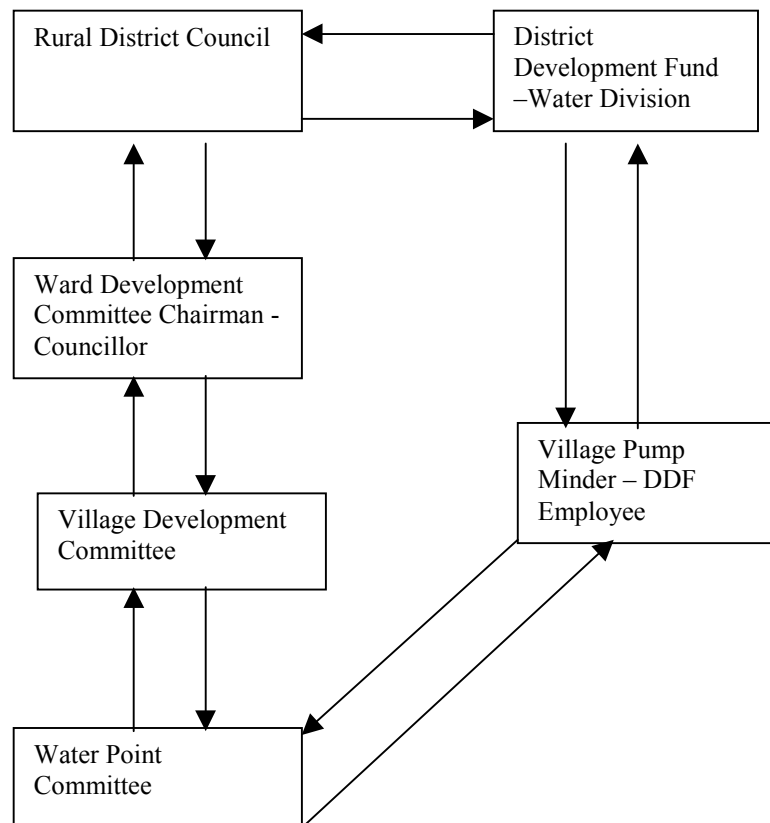 Rural District Council
District
Development Fund
–Water Division
Ward Development
Committee Chairman -
Councillor
Village Pump
Minder – DDF
Employee
Village Development
Committee
Water Point
Committee